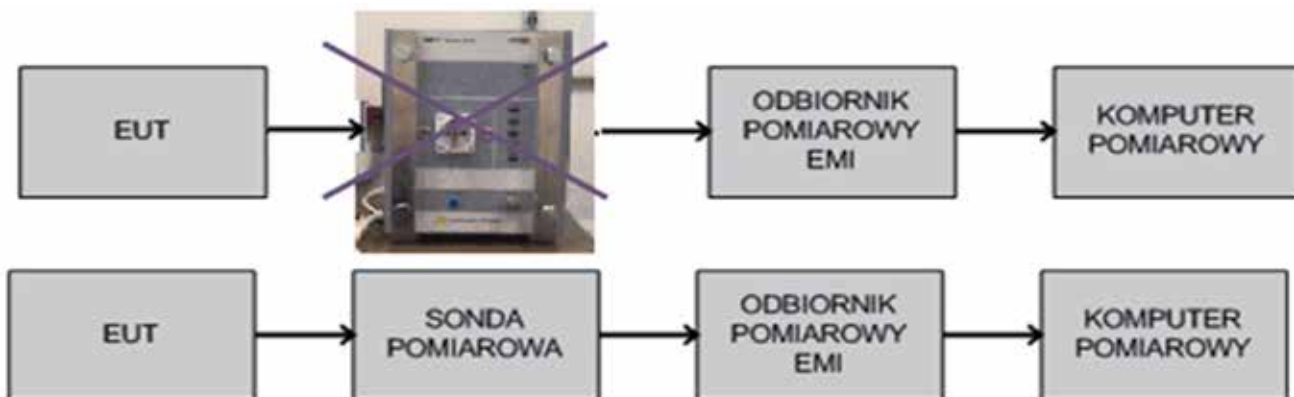 EUT
ODBIORNIK
POMIAROWY
EMI
KOMPUTER
POMIAROWY
EUT
SONDA
POMIAROWA
ODBIORNIK
POMIAROWY
EMI
KOMPUTER
POMIAROWY